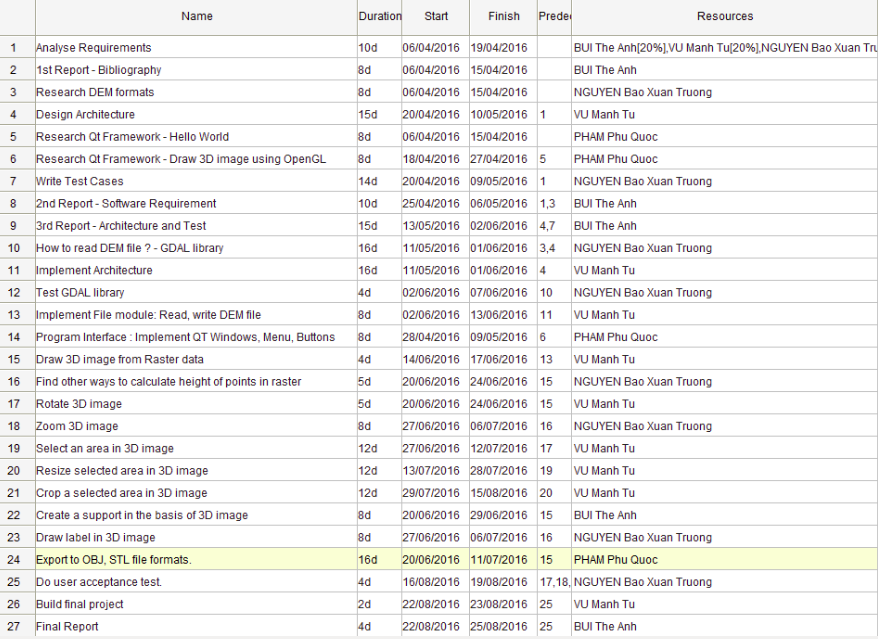 Name Duration Start Finish Prede Resources
1 Analyse Requirements 10d 06/04/2016 19/04/2016 BUI The Anh[20%],VU Manh Tu[20%],NGUYEN Bao Xuan Tru
2 1st Report - Bibliography 8d 06/04/2016 15/04/2016 BUI The Anh
3 Research DEM formats 8d 06/04/2016 15/04/2016 NGUYEN Bao Xuan Truong
4 Design Architecture 15d 20/04/2016 10/05/2016 1 VU Manh Tu
5 Research Qt Framework - Hello World 8d 06/04/2016 15/04/2016 PHAM Phu Quoc
6 Research Qt Framework - Draw 3D image using OpenGL 8d 18/04/2016 27/04/2016 5 PHAM Phu Quoc
7 Write Test Cases 14d 20/04/2016 09/05/2016 1 NGUYEN Bao Xuan Truong
8 2nd Report - Software Requirement 10d 25/04/2016 06/05/2016 1,3 BUI The Anh
9 3rd Report - Architecture and Test 15d 13/05/2016 02/06/2016 4,7 BUI The Anh
10 How to read DEM file ? - GDAL library 16d 11/05/2016 01/06/2016 3,4 NGUYEN Bao Xuan Truong
11 Implement Architecture 16d 11/05/2016 01/06/2016 4 VU Manh Tu
12 Test GDAL library 4d 02/06/2016 07/06/2016 10 NGUYEN Bao Xuan Truong
13 Implement File module: Read, write DEM file 8d 02/06/2016 13/06/2016 11 VU Manh Tu
14 Program Interface : Implement QT Windows, Menu, Buttons 8d 28/04/2016 09/05/2016 6 PHAM Phu Quoc
15 Draw 3D image from Raster data 4d 14/06/2016 17/06/2016 13 VU Manh Tu
16 Find other ways to calculate height of points in raster 5d 20/06/2016 24/06/2016 15 NGUYEN Bao Xuan Truong
17 Rotate 3D image 5d 20/06/2016 24/06/2016 15 VU Manh Tu
18 Zoom 3D image 8d 27/06/2016 06/07/2016 16 NGUYEN Bao Xuan Truong
19 Select an area in 3D image 12d 27/06/2016 12/07/2016 17 VU Manh Tu
20 Resize selected area in 3D image 12d 13/07/2016 28/07/2016 19 VU Manh Tu
21 Crop a selected area in 3D image 12d 29/07/2016 15/08/2016 20 VU Manh Tu
22 Create a support in the basis of 3D image 8d 20/06/2016 29/06/2016 15 BUI The Anh
23 Draw label in 3D image 8d 27/06/2016 06/07/2016 16 NGUYEN Bao Xuan Truong
24 Export to OBJ, STL file formats. 16d 20/06/2016 11/07/2016 15 PHAM Phu Quoc
25 Do user acceptance test. 4d 16/08/2016 19/08/2016 17,18, NGUYEN Bao Xuan Truong
26 Build final project 2d 22/08/2016 23/08/2016 25 VU Manh Tu
27 Final Report 4d 22/08/2016 25/08/2016 25 BUI The Anh